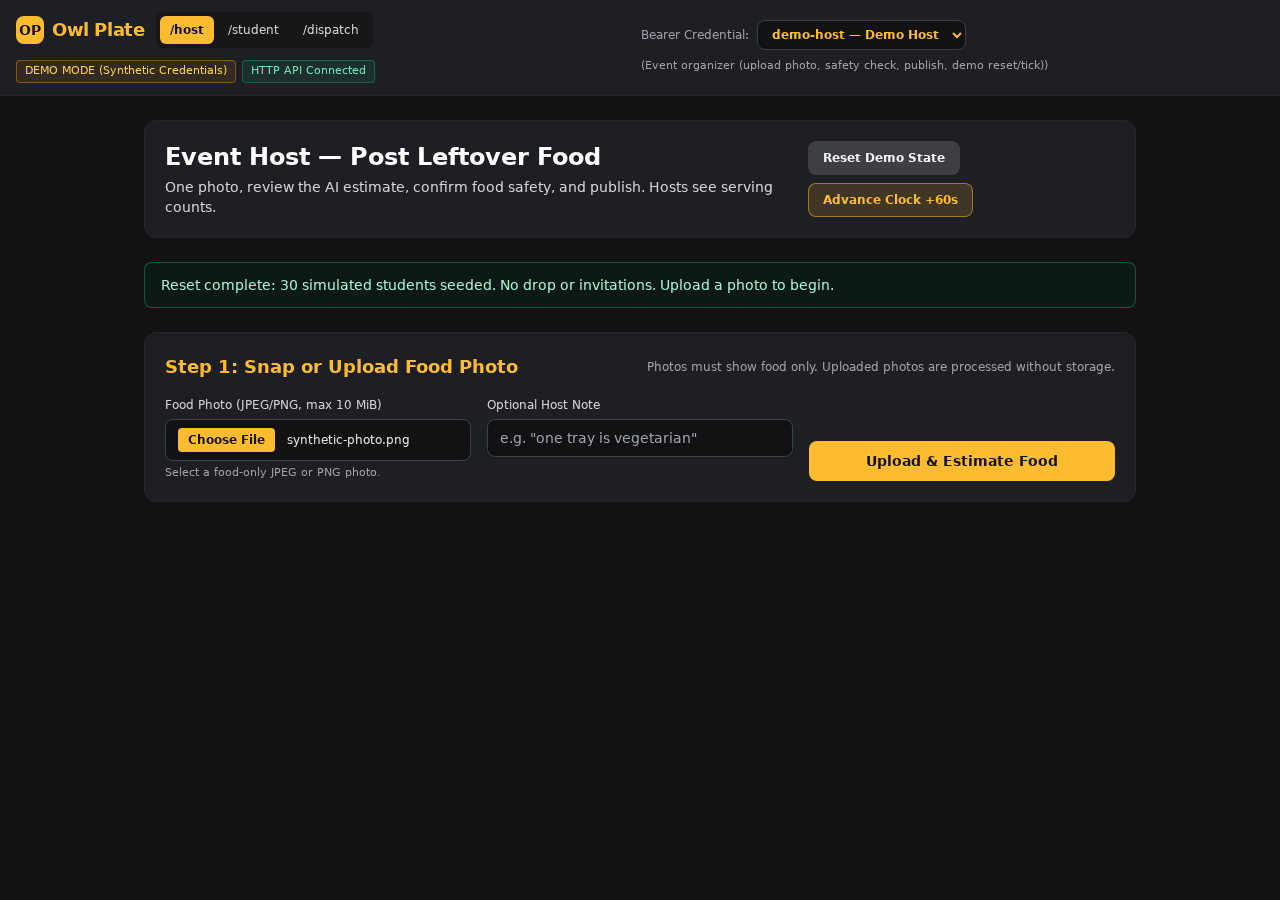 OP Owl Plate /host /student /dispatch
DEMO MODE (Synthetic Credentials) HTTP API Connected
Bearer Credential: demo-host — Demo Host
(Event organizer (upload photo, safety check, publish, demo reset/tick))
Event Host — Post Leftover Food
One photo, review the AI estimate, confirm food safety, and publish. Hosts see serving
counts.
Reset Demo State
Advance Clock +60s
Reset complete: 30 simulated students seeded. No drop or invitations. Upload a photo to begin.
Step 1: Snap or Upload Food Photo
Photos must show food only. Uploaded photos are processed without storage.
Food Photo (JPEG/PNG, max 10 MiB)
Choose File synthetic-photo.png
Select a food-only JPEG or PNG photo.
Optional Host Note
e.g. "one tray is vegetarian"
Upload & Estimate Food